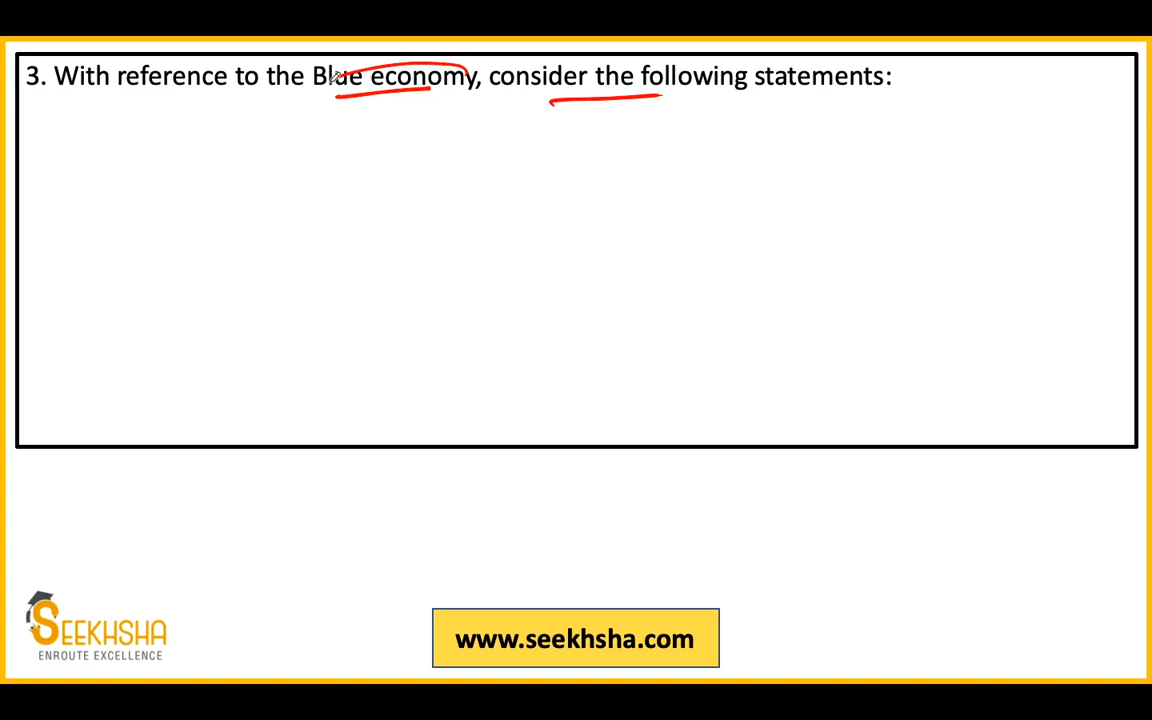 3. With reference to the Blue economy, consider the following statements:
SEEKHSHA
ENROUTE EXCELLENCE
www.seekhsha.com